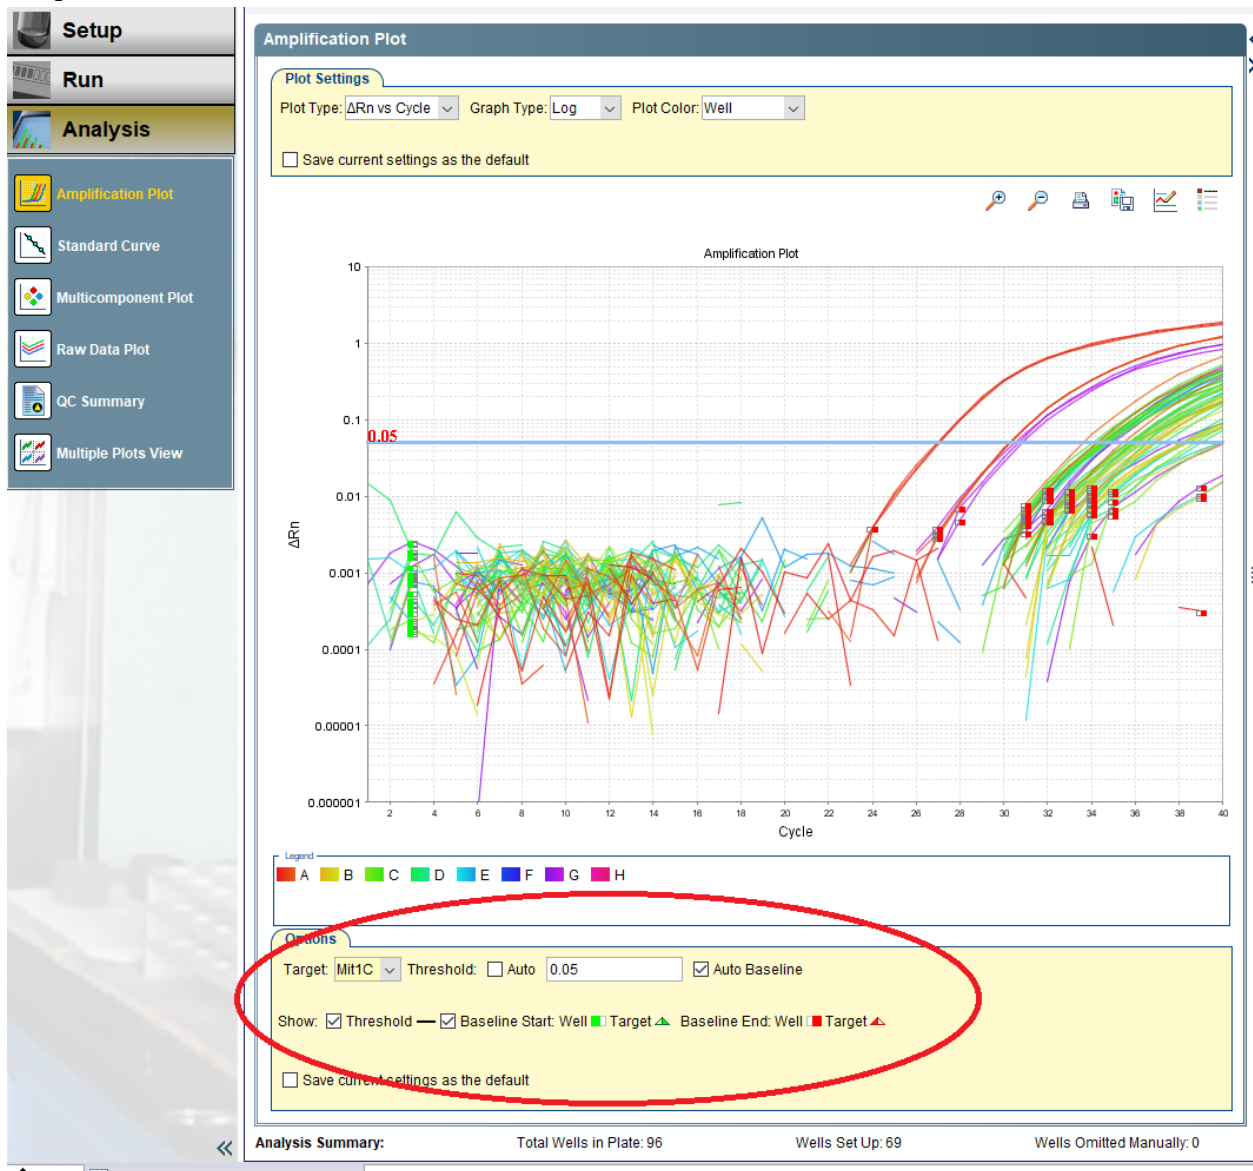 Setup
Run
Analysis
Amplification Plot
Standard Curve
Multicomponent Plot
Raw Data Plot
QC Summary
Multiple Plots View
Amplification Plot
Plot Settings
Plot Type: ΔRn vs Cycle Graph Type: Log Plot Color: Well
Save current settings as the default
Amplification Plot
10
1
0.1
0.05
0.01
0.001
0.0001
0.00001
0.000001
ΔRn
2 4 6 8 10 12 14 16 18 20 22 24 26 28 30 32 34 36 38 40
Cycle
Legend
A B C D E F G H
Options
Target: Mit1C Threshold: Auto 0.05 Auto Baseline
Show: Threshold Baseline Start: Well Target Baseline End: Well Target
Save current settings as the default
Analysis Summary: Total Wells in Plate: 96 Wells Set Up: 69 Wells Omitted Manually: 0